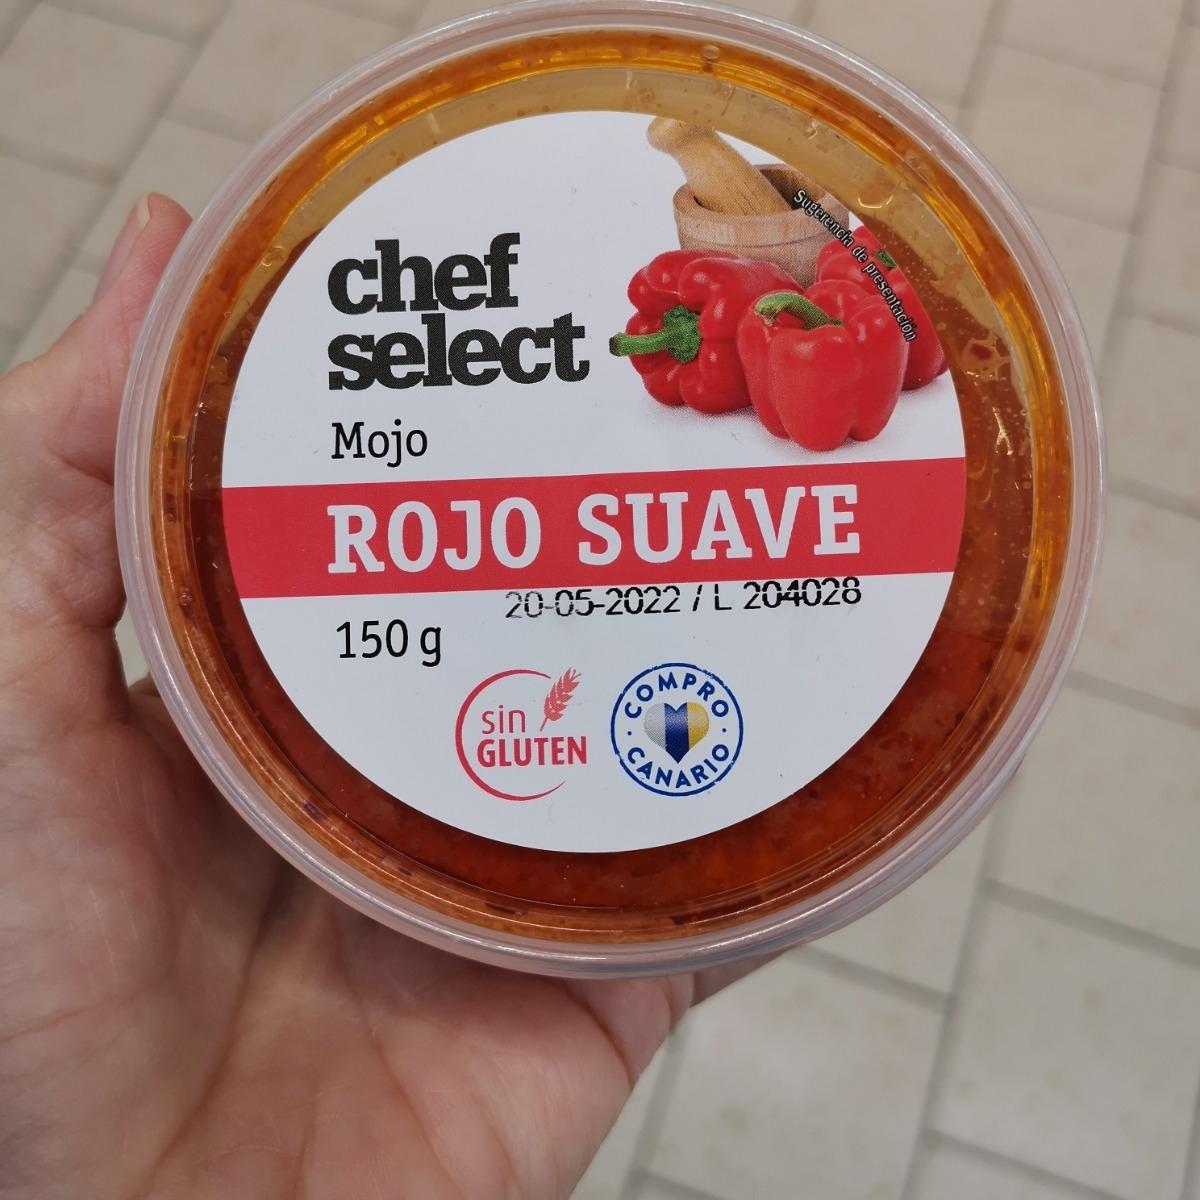 Sugerencia de presentación
chef
select
Mojo
ROJO SUAVE
20-05-2022 / L 204028
150 g
sin
GLUTEN
COMPRO
CANARIO